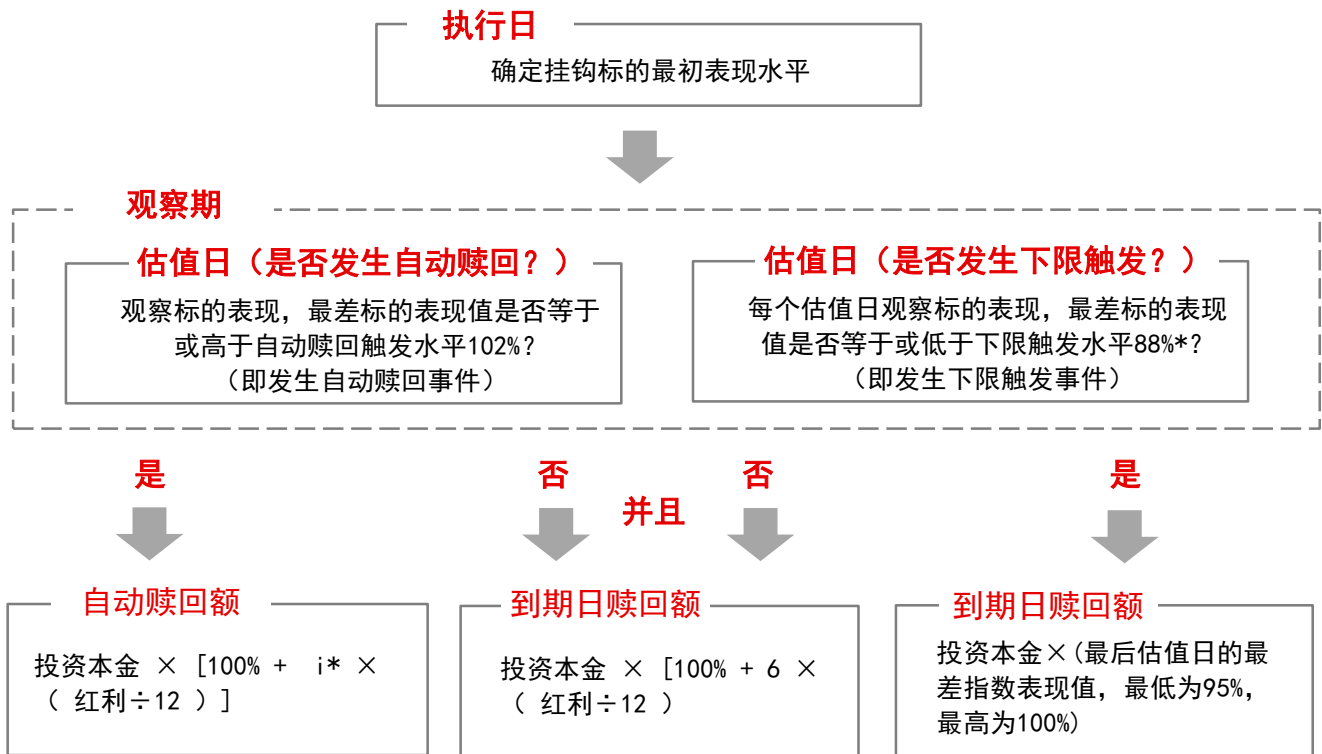 执行日
确定挂钩标的最初表现水平
观察期
估值日（是否发生自动赎回？）
观察标的表现，最差标的表现值是否等于
或高于自动赎回触发水平102%?
（即发生自动赎回事件）
估值日（是否发生下限触发？）
每个估值日观察标的表现，最差标的表现
值是否等于或低于下限触发水平88%*?
（即发生下限触发事件）
是
否
并且
否
是
自动赎回额
投资本金 × [100% + i* ×
（ 红利÷12 ）]
到期日赎回额
投资本金 × [100% + 6 ×
（ 红利÷12 ）
到期日赎回额
投资本金×(最后估值日的最
差指数表现值，最低为95%，
最高为100%)